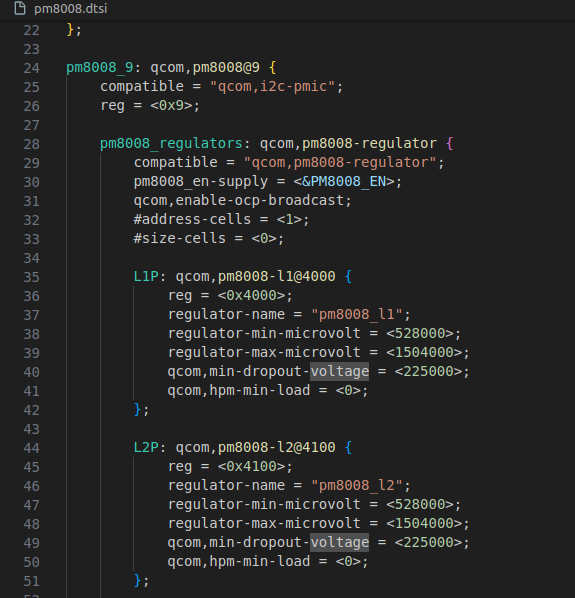 pm8008.dtsi
22 };
23
24 pm8008_9: qcom,pm8008@9 {
25 compatible = "qcom,i2c-pmic";
26 reg = <0x9>;
27
28 pm8008_regulators: qcom,pm8008-regulator {
29 compatible = "qcom,pm8008-regulator";
30 pm8008_en-supply = <&PM8008_EN>;
31 qcom,enable-ocp-broadcast;
32 #address-cells = <1>;
33 #size-cells = <0>;
34
35 L1P: qcom,pm8008-l1@4000 {
36 reg = <0x4000>;
37 regulator-name = "pm8008_l1";
38 regulator-min-microvolt = <528000>;
39 regulator-max-microvolt = <1504000>;
40 qcom,min-dropout-voltage = <225000>;
41 qcom,hpm-min-load = <0>;
42 };
43
44 L2P: qcom,pm8008-l2@4100 {
45 reg = <0x4100>;
46 regulator-name = "pm8008_l2";
47 regulator-min-microvolt = <528000>;
48 regulator-max-microvolt = <1504000>;
49 qcom,min-dropout-voltage = <225000>;
50 qcom,hpm-min-load = <0>;
51 };